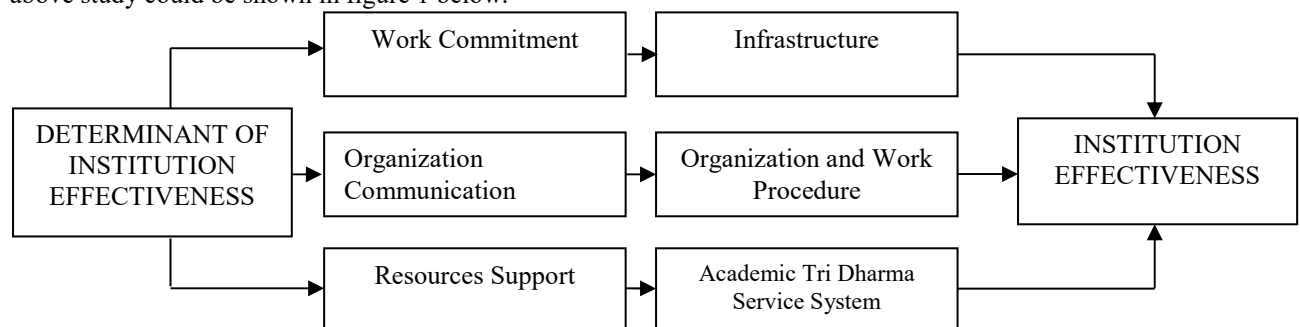 above study could be shown in figure 1 below.
Work Commitment
Infrastructure
DETERMINANT OF
INSTITUTION
EFFECTIVENESS
Organization
Communication
Organization and Work
Procedure
INSTITUTION
EFFECTIVENESS
Resources Support
Academic Tri Dharma
Service System